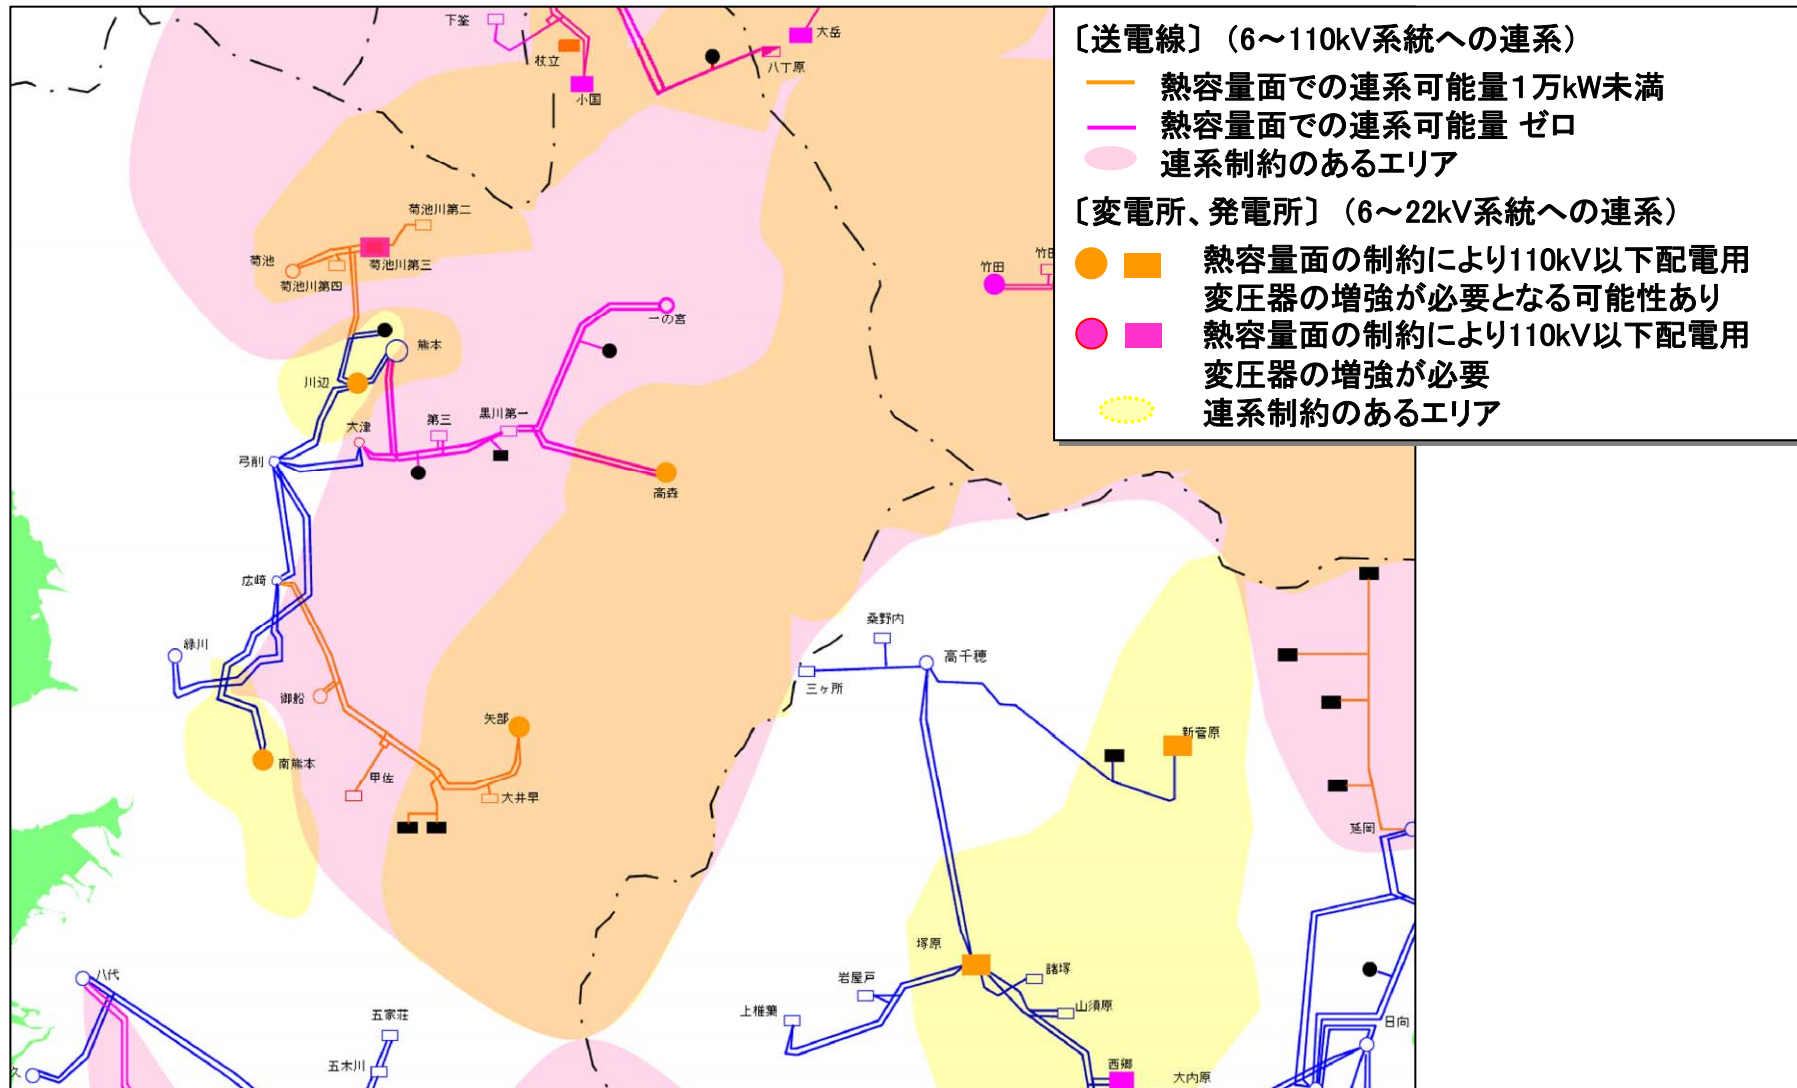 〔送電線〕（6～110kV系統への連系）
熱容量面での連系可能量1万kW未満
熱容量面での連系可能量 ゼロ
連系制約のあるエリア
〔変電所、発電所〕（6～22kV系統への連系）
熱容量面の制約により110kV以下配電用
変圧器の増強が必要となる可能性あり
熱容量面の制約により110kV以下配電用
変圧器の増強が必要
連系制約のあるエリア
下筌
杖立
小国
八丁原
大岳
菊池川第二
菊池
菊池川第三
菊池川第四
竹田
竹田
一の宮
熊本
川辺
大津
第三
黒川第一
弓削
高森
広崎
緑川
御船
矢部
南熊本
甲佐
大井早
桑野内
高千穂
三ヶ所
新菅原
延岡
塚原
岩屋戸
諸塚
上椎葉
山須原
日向
西郷
大内原
八代
五家荘
五木川
久